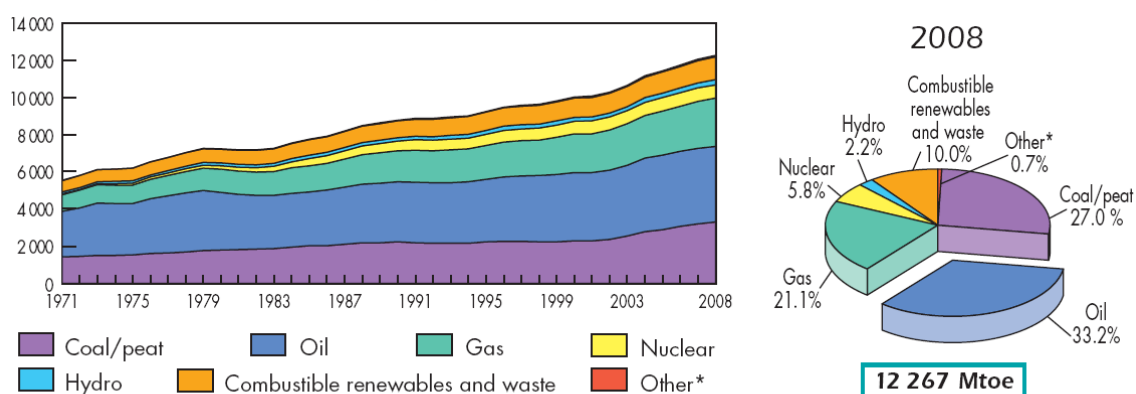 14 000
12 000
10 000
8 000
6 000
4 000
2 000
0
1971 1975 1979 1983 1987 1991 1995 1999 2003 2008
Coal/peat Oil Gas Nuclear
Hydro Combustible renewables and waste Other*
2008
Combustible
renewables
and waste
10.0%
Hydro
2.2%
Other*
0.7%
Nuclear
5.8%
Coal/peat
27.0 %
Gas
21.1%
Oil
33.2%
12 267 Mtoe